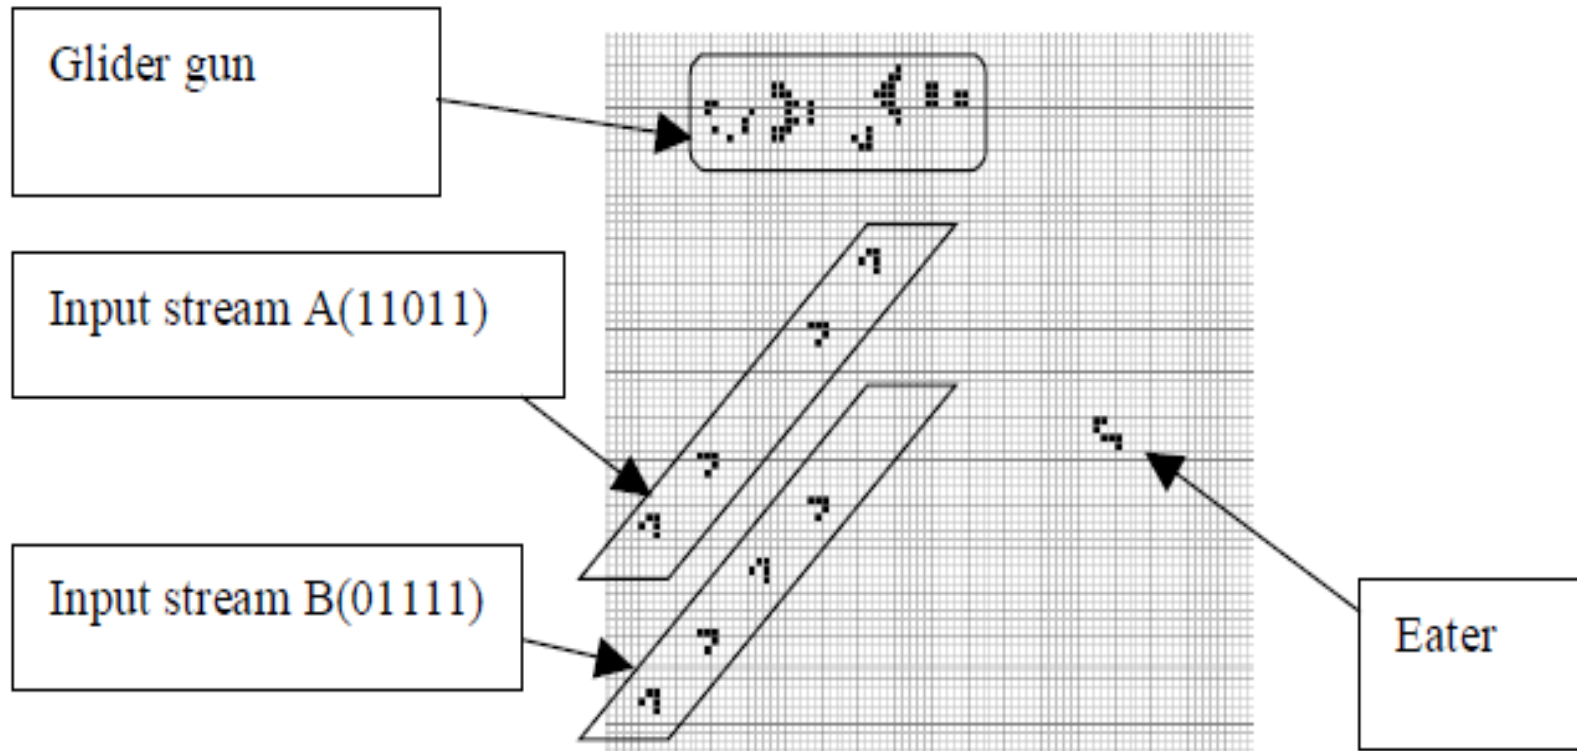 Glider gun
Input stream A(11011)
Input stream B(01111)
Eater